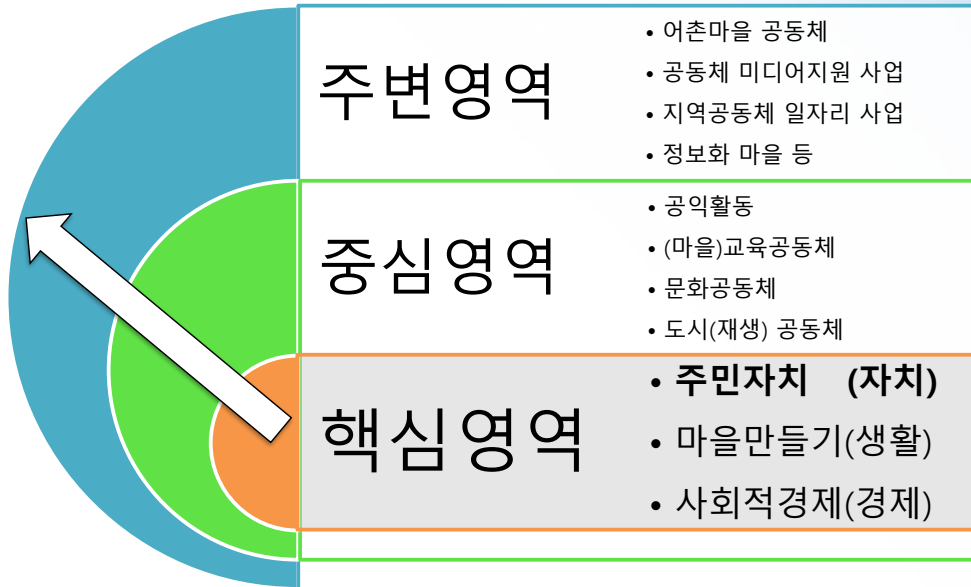 주변영역
• 어촌마을 공동체
• 공동체 미디어지원 사업
• 지역공동체 일자리 사업
• 정보화 마을 등
중심영역
• 공익활동
• (마을)교육공동체
• 문화공동체
• 도시(재생) 공동체
핵심영역
• 주민자치 (자치)
• 마을만들기(생활)
• 사회적경제(경제)